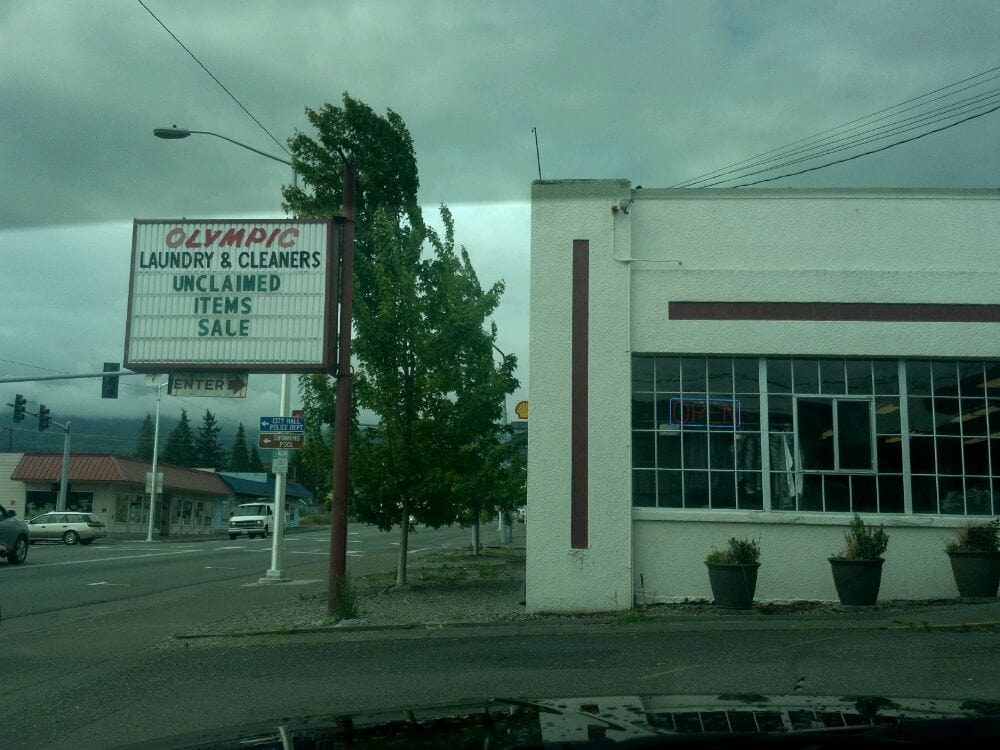 OLYMPIC
LAUNDRY & CLEANERS
UNCLAIMED
ITEMS
SALE
ENTER
CITY HALL
POLICE DEPT
SWIMMING
POOL
OPEN